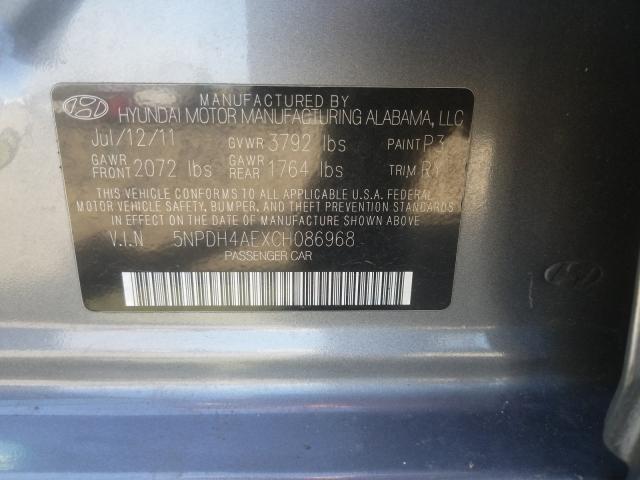 MANUFACTURED BY
HYUNDAI MOTOR MANUFACTURING ALABAMA, LLC
Jul/12/11 GVWR 3792 lbs PAINT P3
GAWR FRONT 2072 lbs GAWR REAR 1764 lbs TRIM RY
THIS VEHICLE CONFORMS TO ALL APPLICABLE U.S.A. FEDERAL
MOTOR VEHICLE SAFETY, BUMPER, AND THEFT PREVENTION STANDARDS
IN EFFECT ON THE DATE OF MANUFACTURE SHOWN ABOVE.
V.I.N 5NPDH4AEXCH086968
PASSENGER CAR